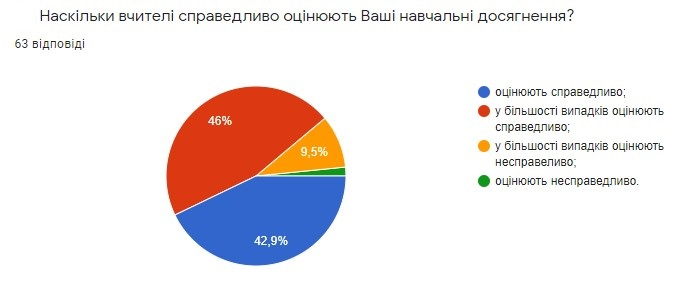 Наскільки вчителі справедливо оцінюють Ваші навчальні досягнення?
63 відповіді
оцінюють справедливо;
у більшості випадків оцінюють
справедливо;
у більшості випадків оцінюють
несправеливо;
оцінюють несправедливо.
46%
9,5%
42,9%